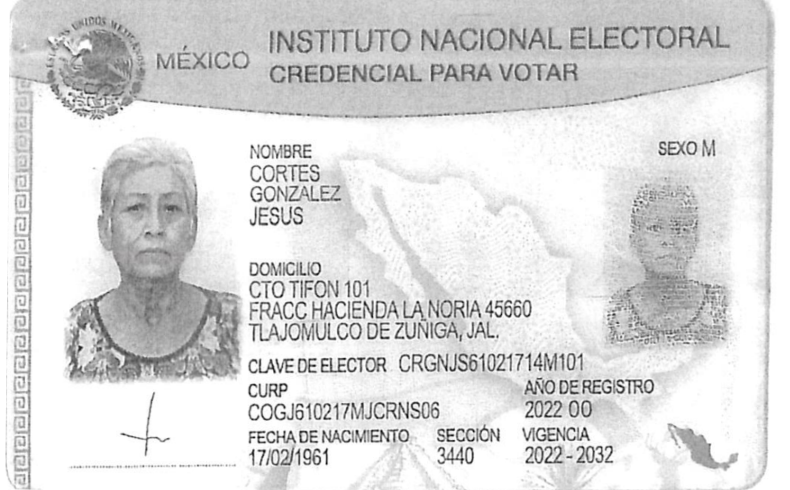 ESTADOS UNIDOS MEXICANOS
MÉXICO
INSTITUTO NACIONAL ELECTORAL
CREDENCIAL PARA VOTAR
NOMBRE
CORTES
GONZALEZ
JESUS
SEXO M
DOMICILIO
CTO TIFON 101
FRACC HACIENDA LA NORIA 45660
TLAJOMULCO DE ZUÑIGA, JAL.
CLAVE DE ELECTOR CRGNJS61021714M101
CURP
COGJ610217MJCRNS06
AÑO DE REGISTRO
2022 00
FECHA DE NACIMIENTO
17/02/1961
SECCIÓN
3440
VIGENCIA
2022 - 2032